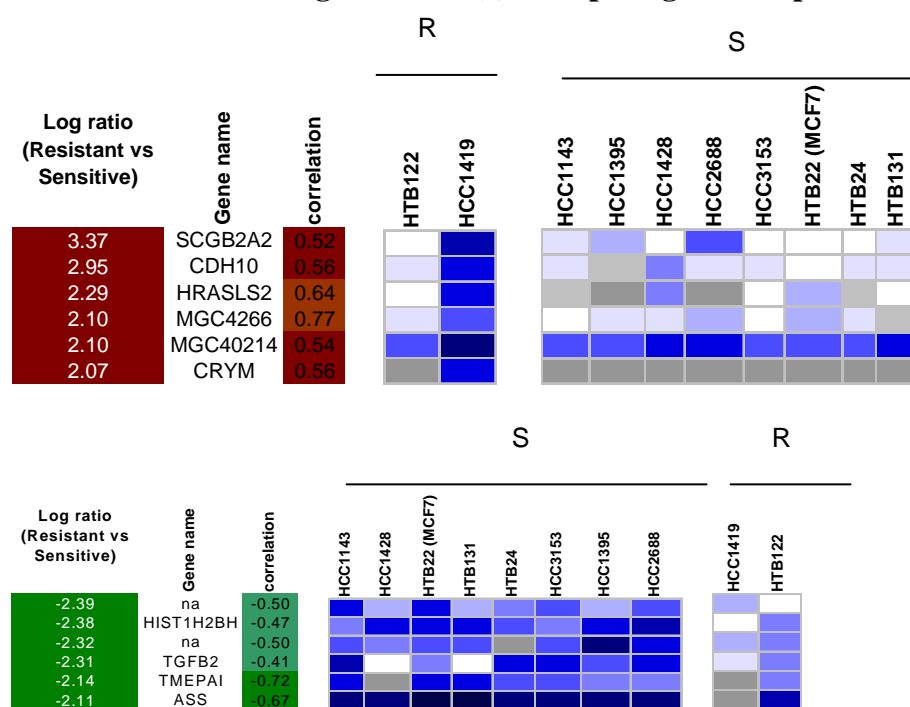 R
S
Log ratio
(Resistant vs
Sensitive)
Gene name
correlation
HTB122
HCC1419
HCC1143
HCC1395
HCC1428
HCC2688
HCC3153
HTB22 (MCF7)
HTB24
HTB131
3.37 SCGB2A2 0.52
2.95 CDH10 0.56
2.29 HRASLS2 0.64
2.10 MGC4266 0.77
2.10 MGC40214 0.54
2.07 CRYM 0.56
S
R
Log ratio
(Resistant vs
Sensitive)
Gene name
correlation
HCC1143
HCC1428
HTB22 (MCF7)
HTB131
HTB24
HCC3153
HCC1395
HCC2688
HCC1419
HTB122
-2.39 na -0.50
-2.38 HIST1H2BH -0.47
-2.32 na -0.50
-2.31 TGFB2 -0.41
-2.14 TMEPAI -0.72
-2.11 ASS -0.67